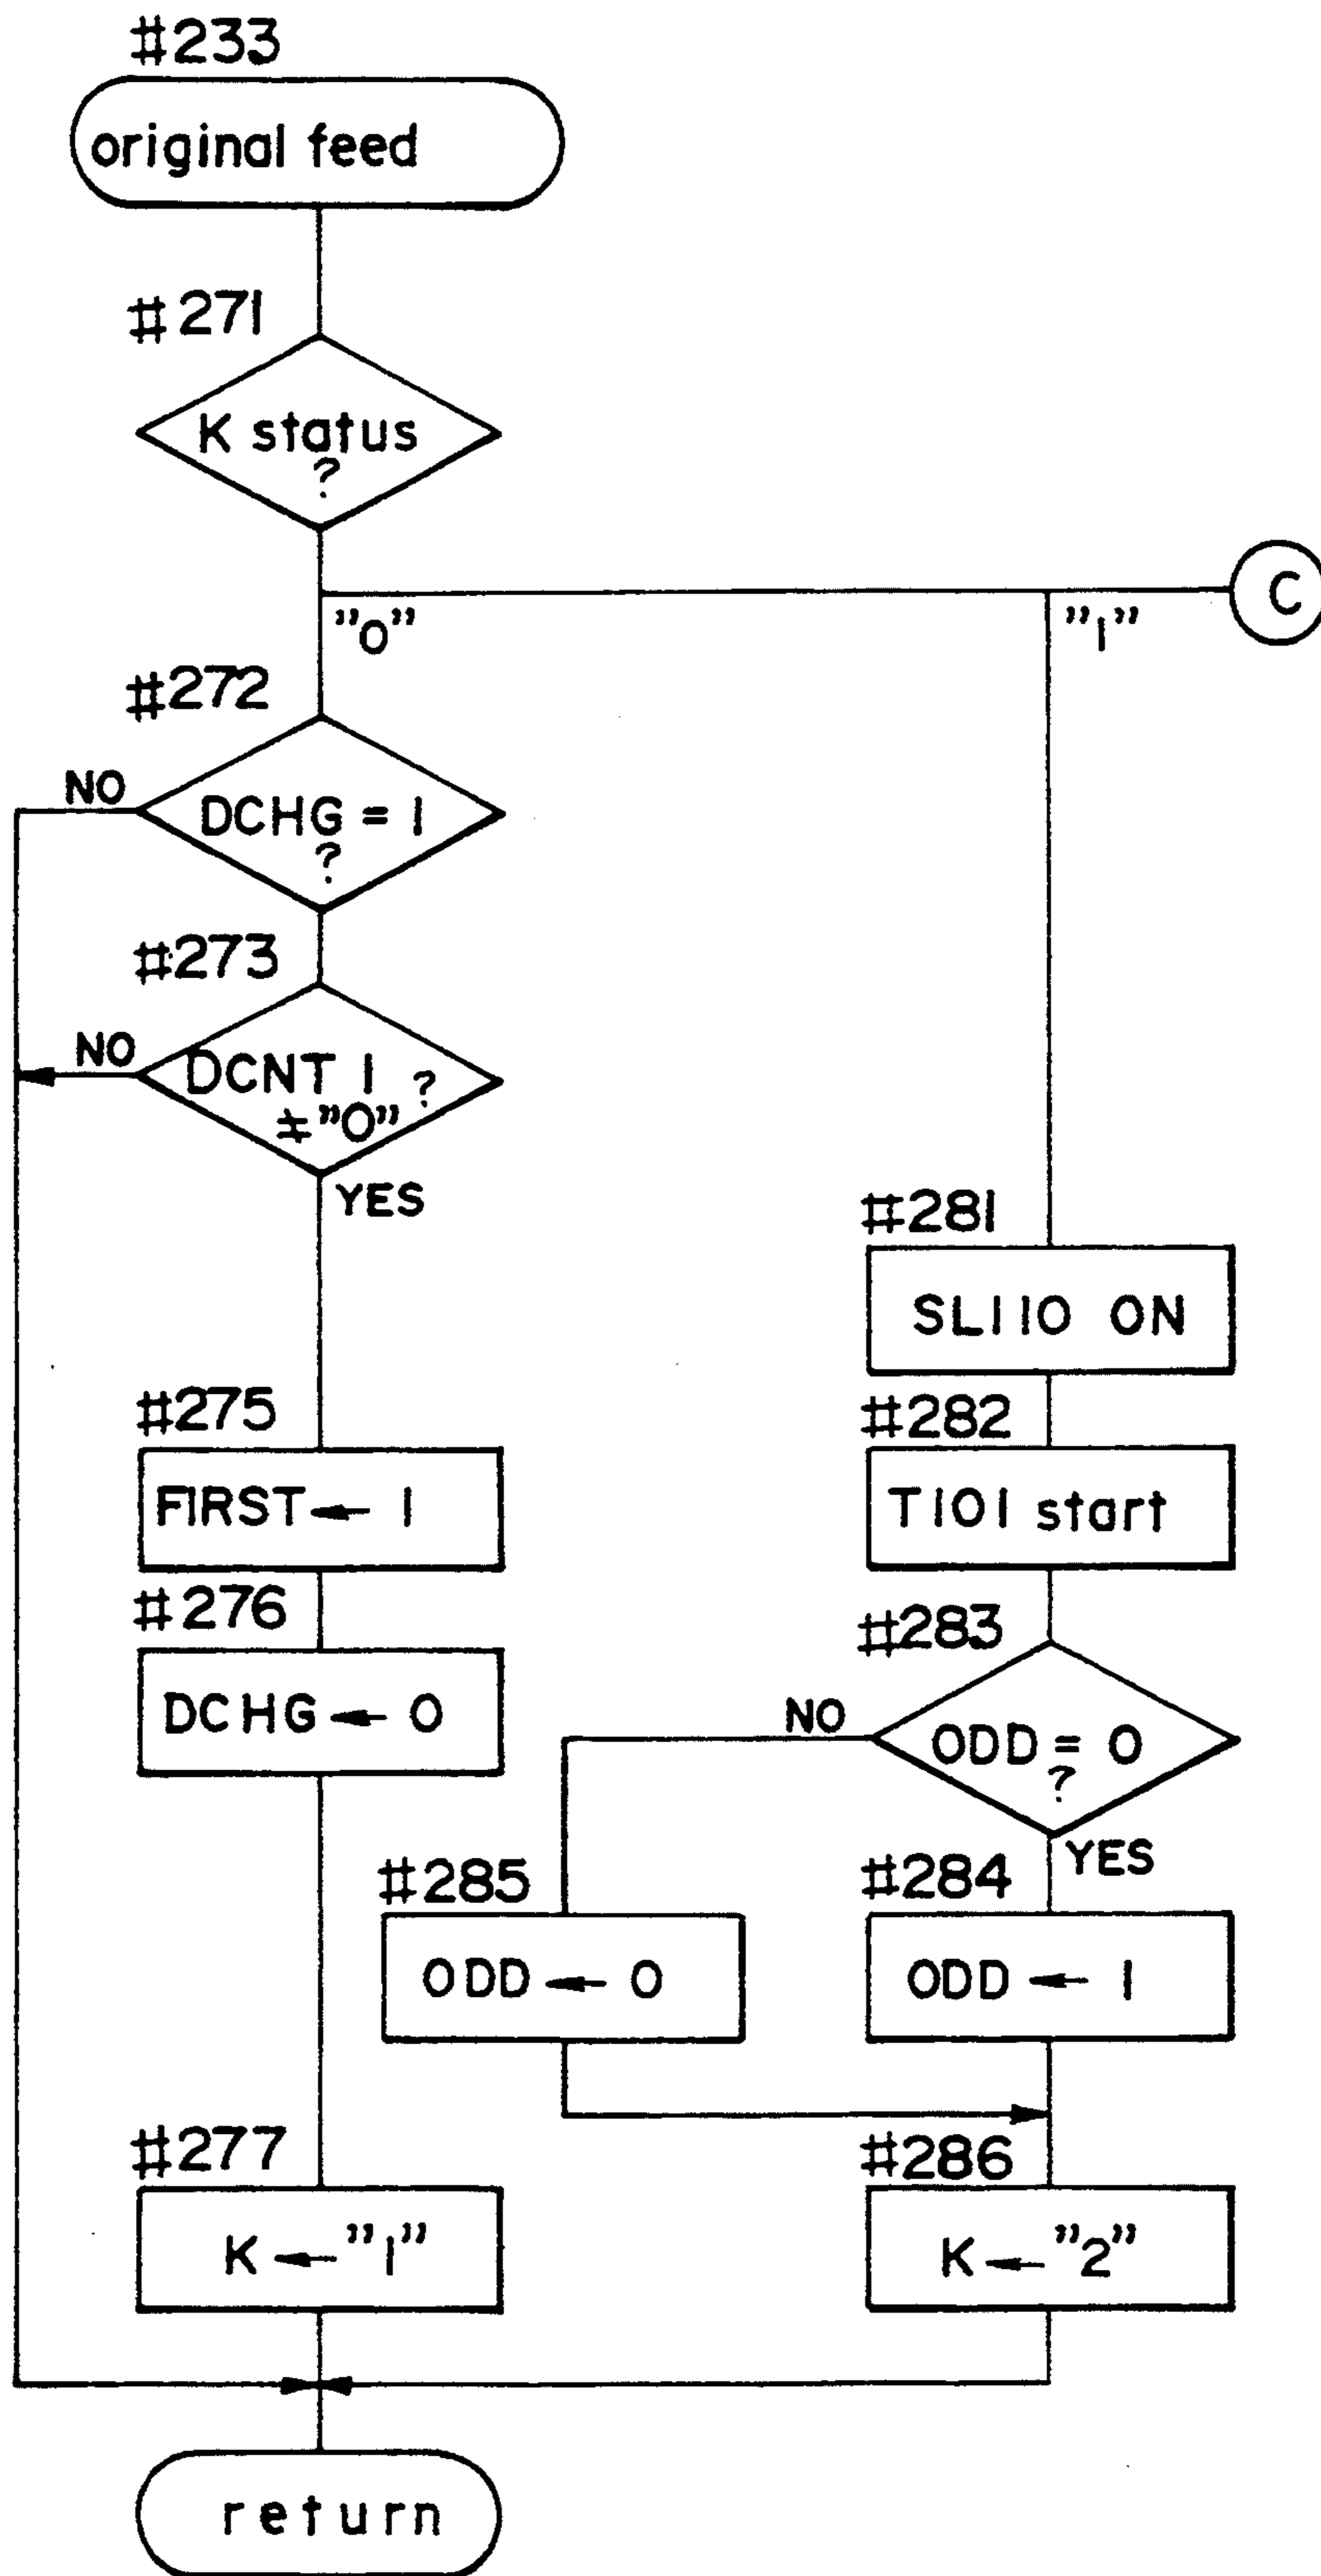 #233
original feed
#271
K status
?
"0"
"1"
C
#272
NO
DCHG = 1
?
#273
NO
DCNT 1 ?
≠"0"
YES
#275
FIRST ← 1
#276
DCHG ← 0
#277
K ← "1"
#281
SL110 ON
#282
T101 start
#283
NO
ODD = 0
?
YES
#285
ODD ← 0
#284
ODD ← 1
#286
K ← "2"
return